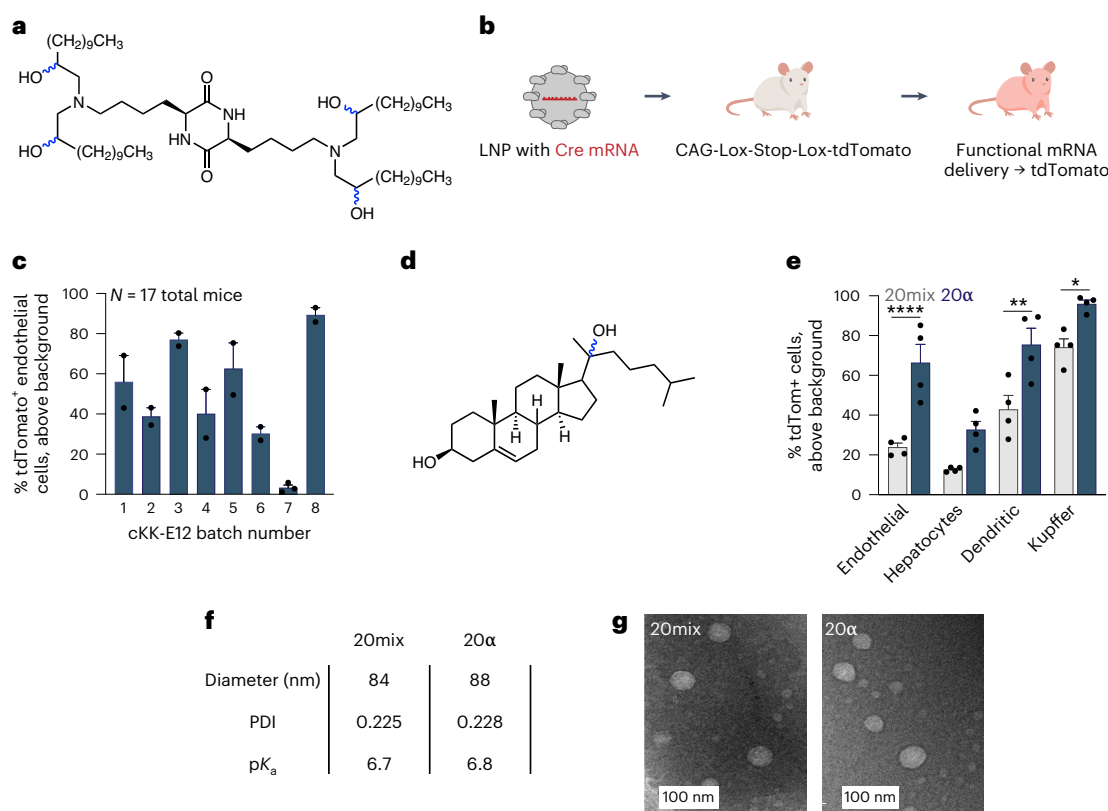 a
(CH2)9CH3
HO
N
HO
(CH2)9CH3
O
NH
HN
O
HO
(CH2)9CH3
N
(CH2)9CH3
OH
b
LNP with Cre mRNA
CAG-Lox-Stop-Lox-tdTomato
Functional mRNA
delivery → tdTomato
c
N = 17 total mice
% tdTomato+ endothelial
cells, above background
100
80
60
40
20
0
1 2 3 4 5 6 7 8
cKK-E12 batch number
d
OH
H
H
H
HO
e
20mix 20α
**** ** *
% tdTom+ cells,
above background
100
80
60
40
20
0
Endothelial
Hepatocytes
Dendritic
Kupffer
f
20mix 20α
Diameter (nm) 84 88
PDI 0.225 0.228
pKa 6.7 6.8
g
20mix
100 nm
20α
100 nm